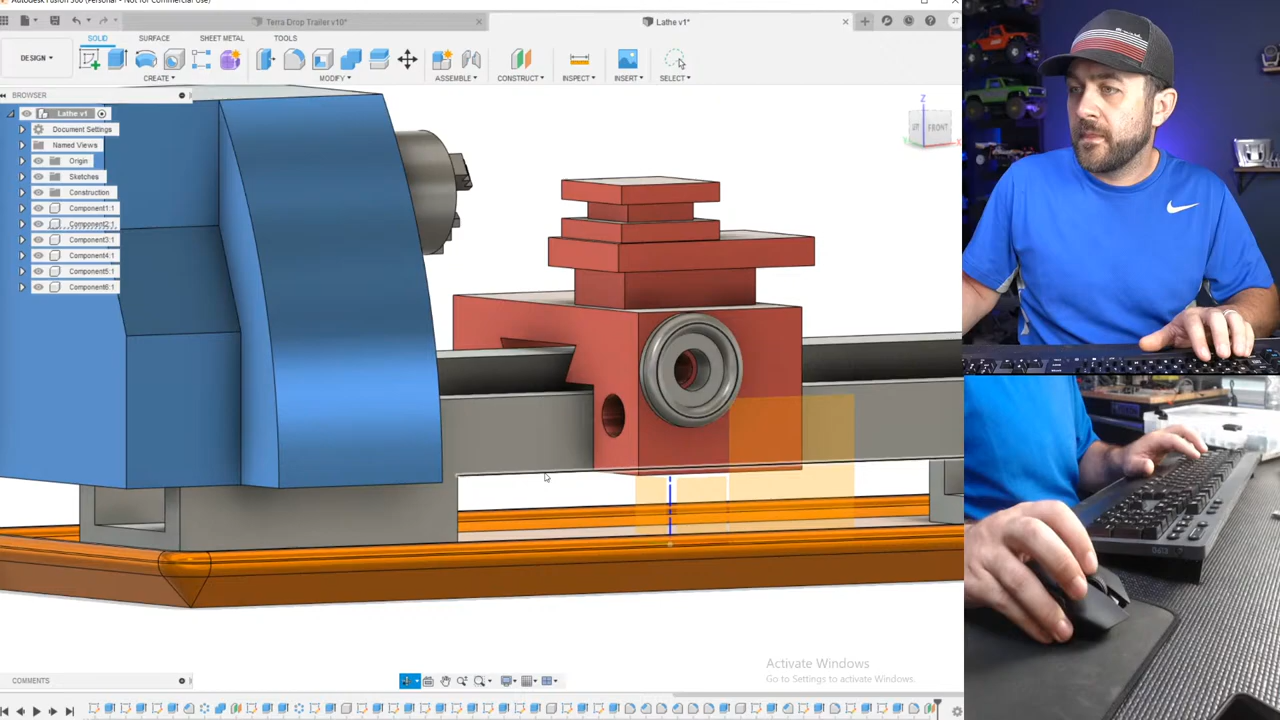 Autodesk Fusion 360 (Personal - Not for Commercial Use)
Terra Drop Trailer v10*
Lathe v1*
JT
SOLID
SURFACE
SHEET METAL
TOOLS
DESIGN
CREATE
MODIFY
ASSEMBLE
CONSTRUCT
INSPECT
INSERT
SELECT
BROWSER
Lathe v1
Document Settings
Named Views
Origin
Sketches
Construction
Component1:1
Component2:1
Component3:1
Component4:1
Component5:1
Component6:1
Z
FRONT
X
Activate Windows
Go to Settings to activate Windows.
COMMENTS